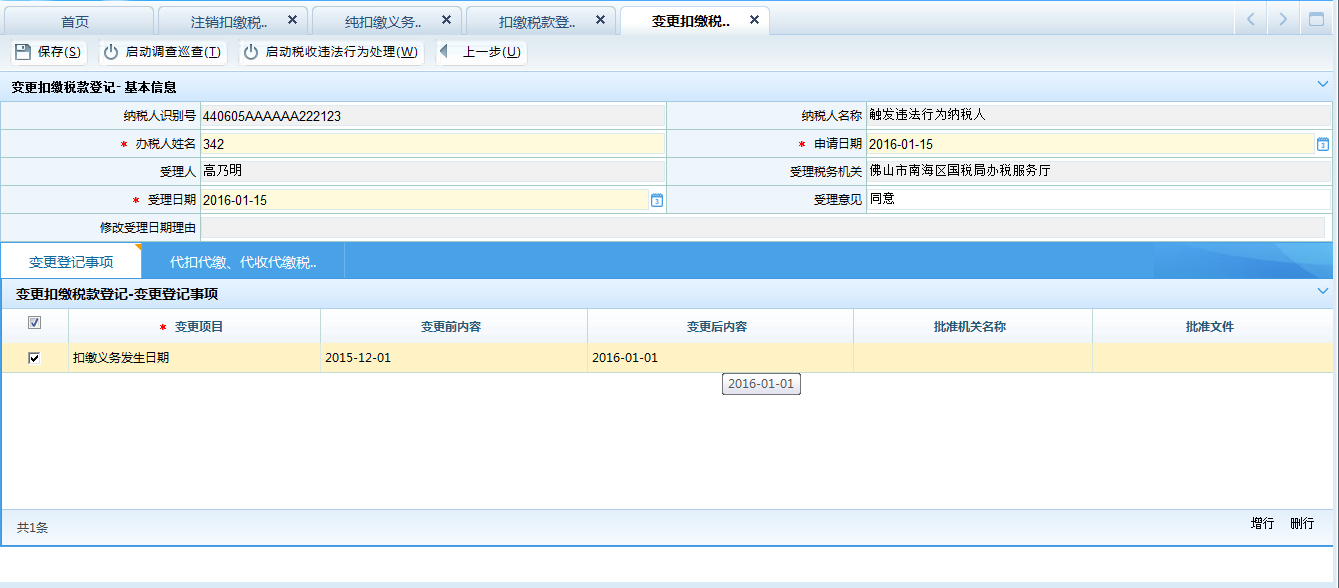 首页 注销扣缴税.. 纯扣缴义务.. 扣缴税款登.. 变更扣缴税..
保存(S) 启动调查巡查(T) 启动税收违法行为处理(W) 上一步(U)
变更扣缴税款登记- 基本信息
纳税人识别号 440605AAAAAA222123 纳税人名称 触发违法行为纳税人
* 办税人姓名 342 * 申请日期 2016-01-15
受理人 高乃明 受理税务机关 佛山市南海区国税局办税服务厅
* 受理日期 2016-01-15 受理意见 同意
修改受理日期理由
变更登记事项 代扣代缴、代收代缴税..
变更扣缴税款登记-变更登记事项
* 变更项目 变更前内容 变更后内容 批准机关名称 批准文件
扣缴义务发生日期 2015-12-01 2016-01-01
2016-01-01
共1条 增行 删行